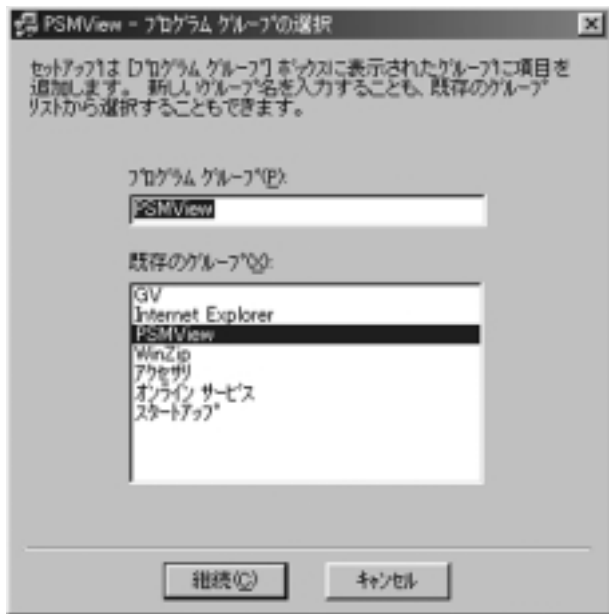 PSMView - プログラム グループの選択
セットアップは [プログラム グループ] ボックスに表示されたグループに項目を
追加します。 新しいグループ名を入力することも、既存のグループ
リストから選択することもできます。
プログラム グループ(P):
PSMView
既存のグループ(X):
GV
Internet Explorer
PSMView
WinZip
アクセサリ
オンライン サービス
スタートアップ
継続(C)
キャンセル